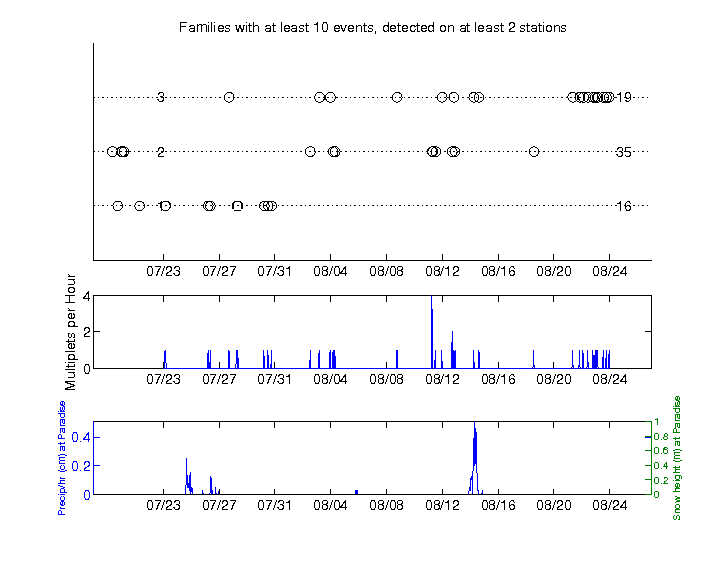 Families with at least 10 events, detected on at least 2 stations
3 19
2 35
1 16
07/23 07/27 07/31 08/04 08/08 08/12 08/16 08/20 08/24
Multiplets per Hour
4
2
0
07/23 07/27 07/31 08/04 08/08 08/12 08/16 08/20 08/24
Precip/hr (cm) at Paradise
0.4
0.2
0
1
0.8
0.6
0.4
0.2
0
Snow height (m) at Paradise
07/23 07/27 07/31 08/04 08/08 08/12 08/16 08/20 08/24